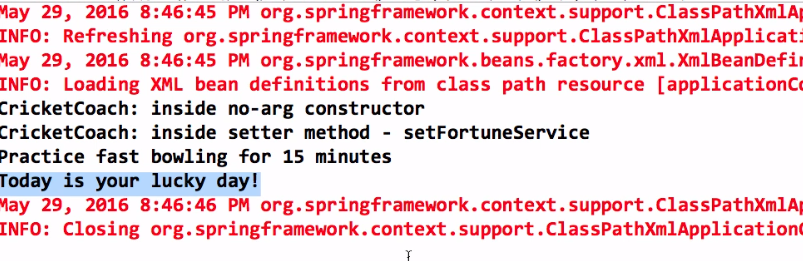 May 29, 2016 8:46:45 PM org.springframework.context.support.ClassPathXmlAp
INFO: Refreshing org.springframework.context.support.ClassPathXmlApplicati
May 29, 2016 8:46:45 PM org.springframework.beans.factory.xml.XmlBeanDefin
INFO: Loading XML bean definitions from class path resource [applicationCo
CricketCoach: inside no-arg constructor
CricketCoach: inside setter method - setFortuneService
Practice fast bowling for 15 minutes
Today is your lucky day!
May 29, 2016 8:46:46 PM org.springframework.context.support.ClassPathXmlAp
INFO: Closing org.springframework.context.support.ClassPathXmlApplicationC